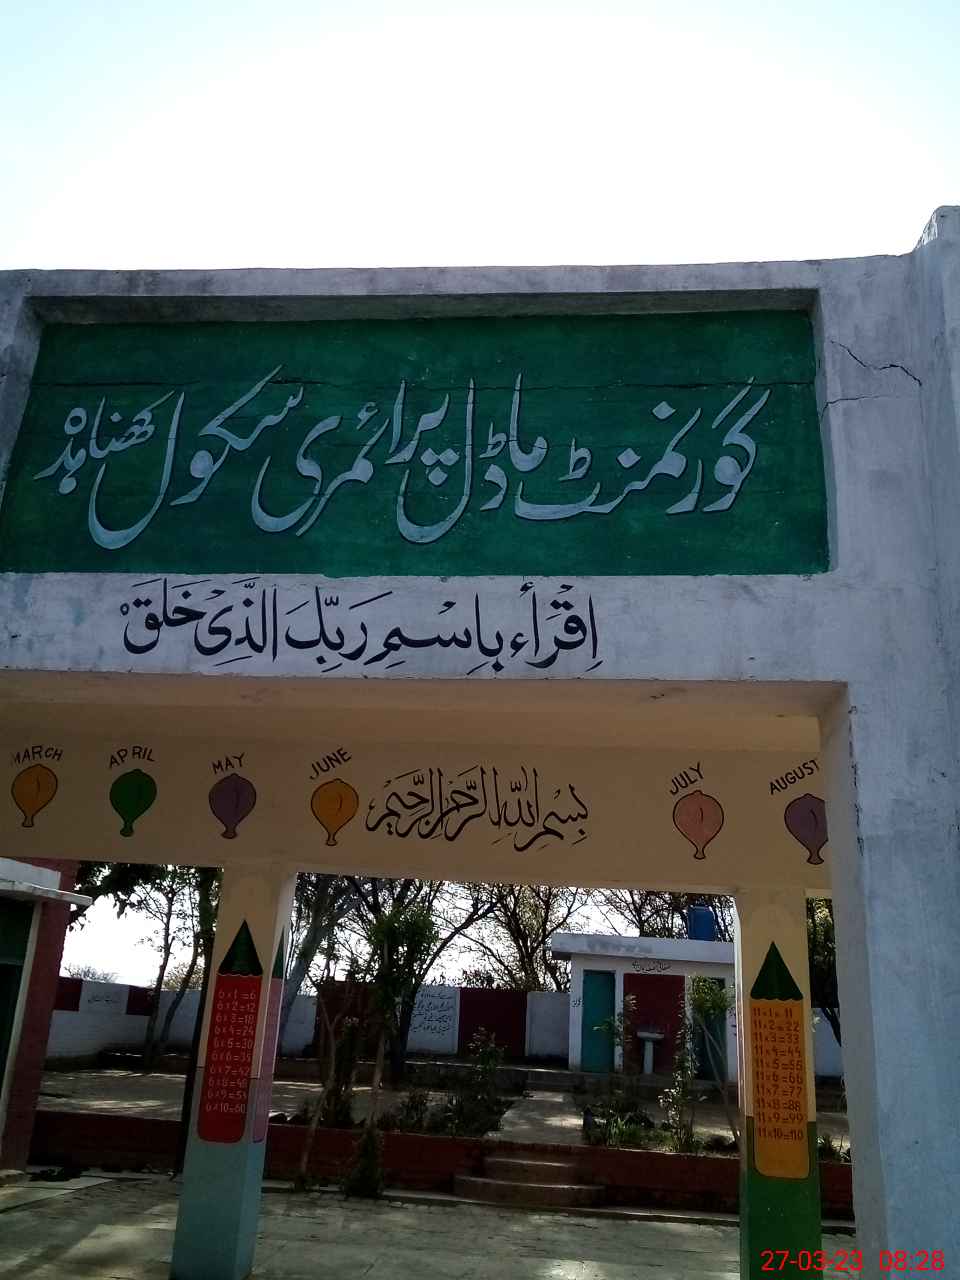 گورنمنٹ ماڈل پرائمری سکول کھناہڈ
اِقْرَأء بِاسْمِ رَبِّكَ الَّذِیْ خَلَقْ
MARCH
APRIL
MAY
JUNE
بِسْمِ اللهِ الرَّحْمٰنِ الرَّحِيْمِ
JULY
AUGUST
6×1=6
6×2=12
6×3=18
6×4=24
6×5=30
6×6=36
6×7=42
6×8=48
6×9=54
6×10=60
11×1=11
11×2=22
11×3=33
11×4=44
11×5=55
11×6=66
11×7=77
11×8=88
11×9=99
11×10=110
27-03-23 08:28